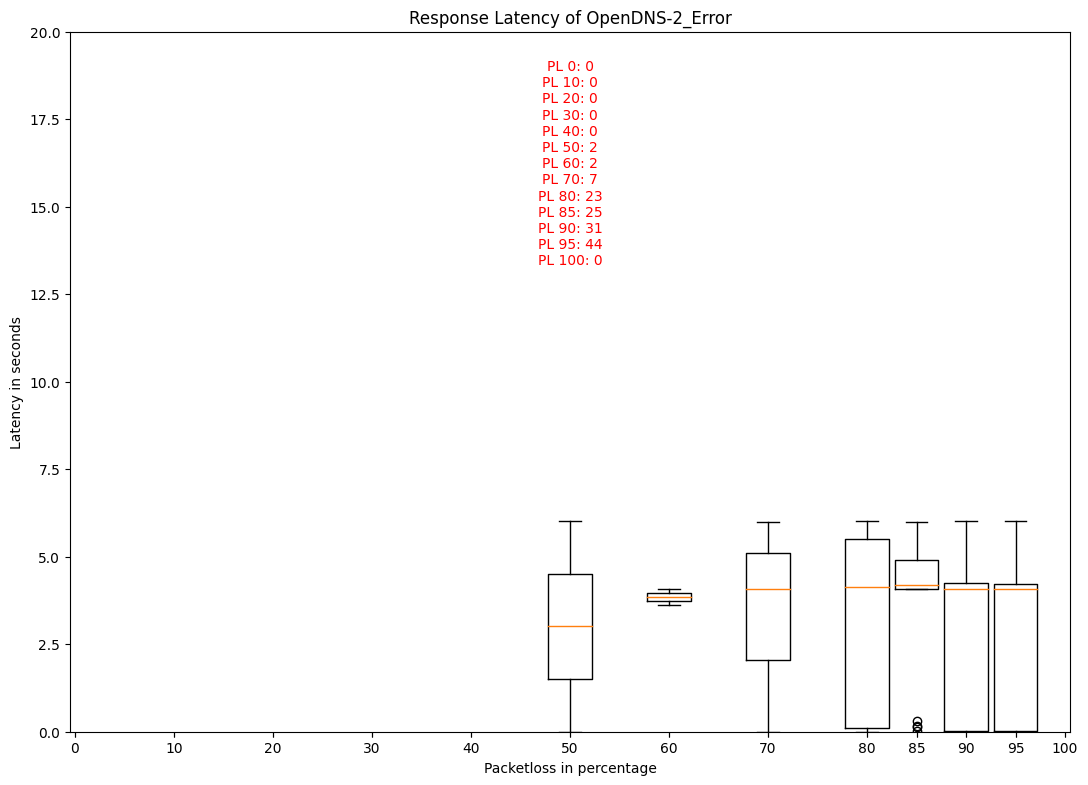 Response Latency of OpenDNS-2_Error
20.0
17.5
15.0
12.5
10.0
7.5
5.0
2.5
0.0
Latency in seconds
PL 0: 0
PL 10: 0
PL 20: 0
PL 30: 0
PL 40: 0
PL 50: 2
PL 60: 2
PL 70: 7
PL 80: 23
PL 85: 25
PL 90: 31
PL 95: 44
PL 100: 0
0 10 20 30 40 50 60 70 80 85 90 95 100
Packetloss in percentage